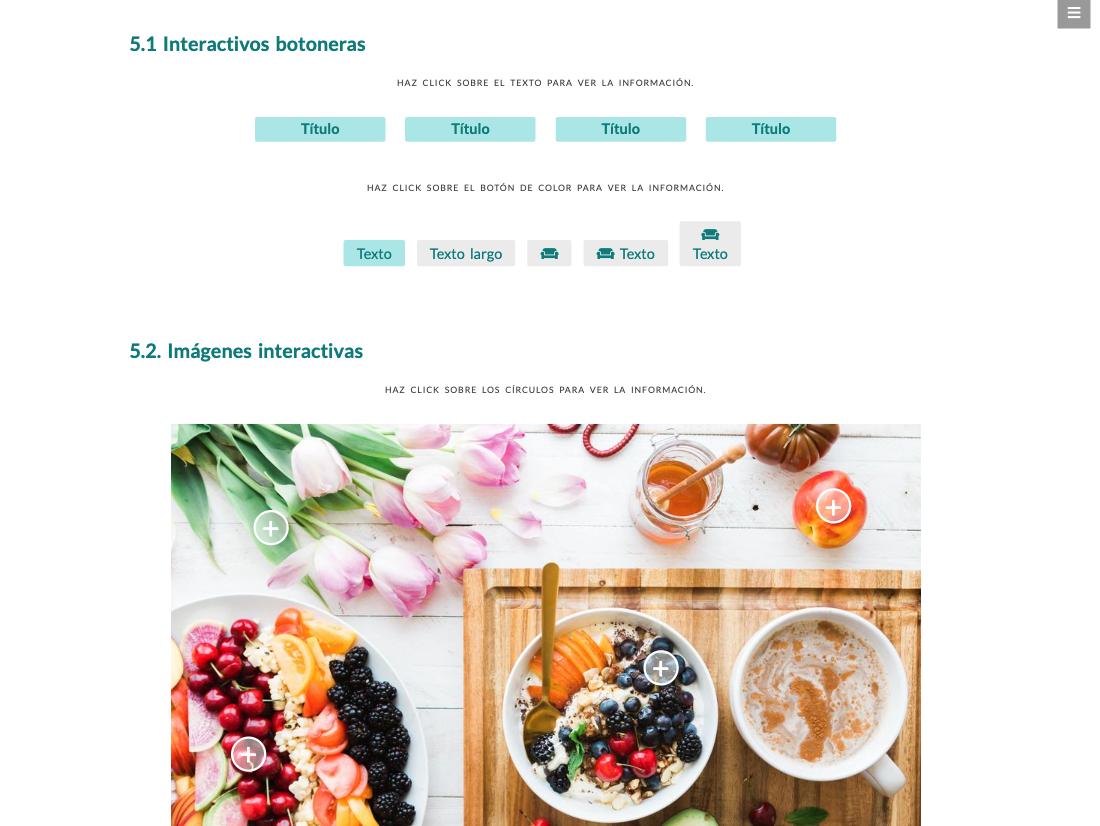 5.1 Interactivos botoneras
HAZ CLICK SOBRE EL TEXTO PARA VER LA INFORMACIÓN.
Título Título Título Título
HAZ CLICK SOBRE EL BOTÓN DE COLOR PARA VER LA INFORMACIÓN.
Texto Texto largo Texto Texto
5.2. Imágenes interactivas
HAZ CLICK SOBRE LOS CÍRCULOS PARA VER LA INFORMACIÓN.